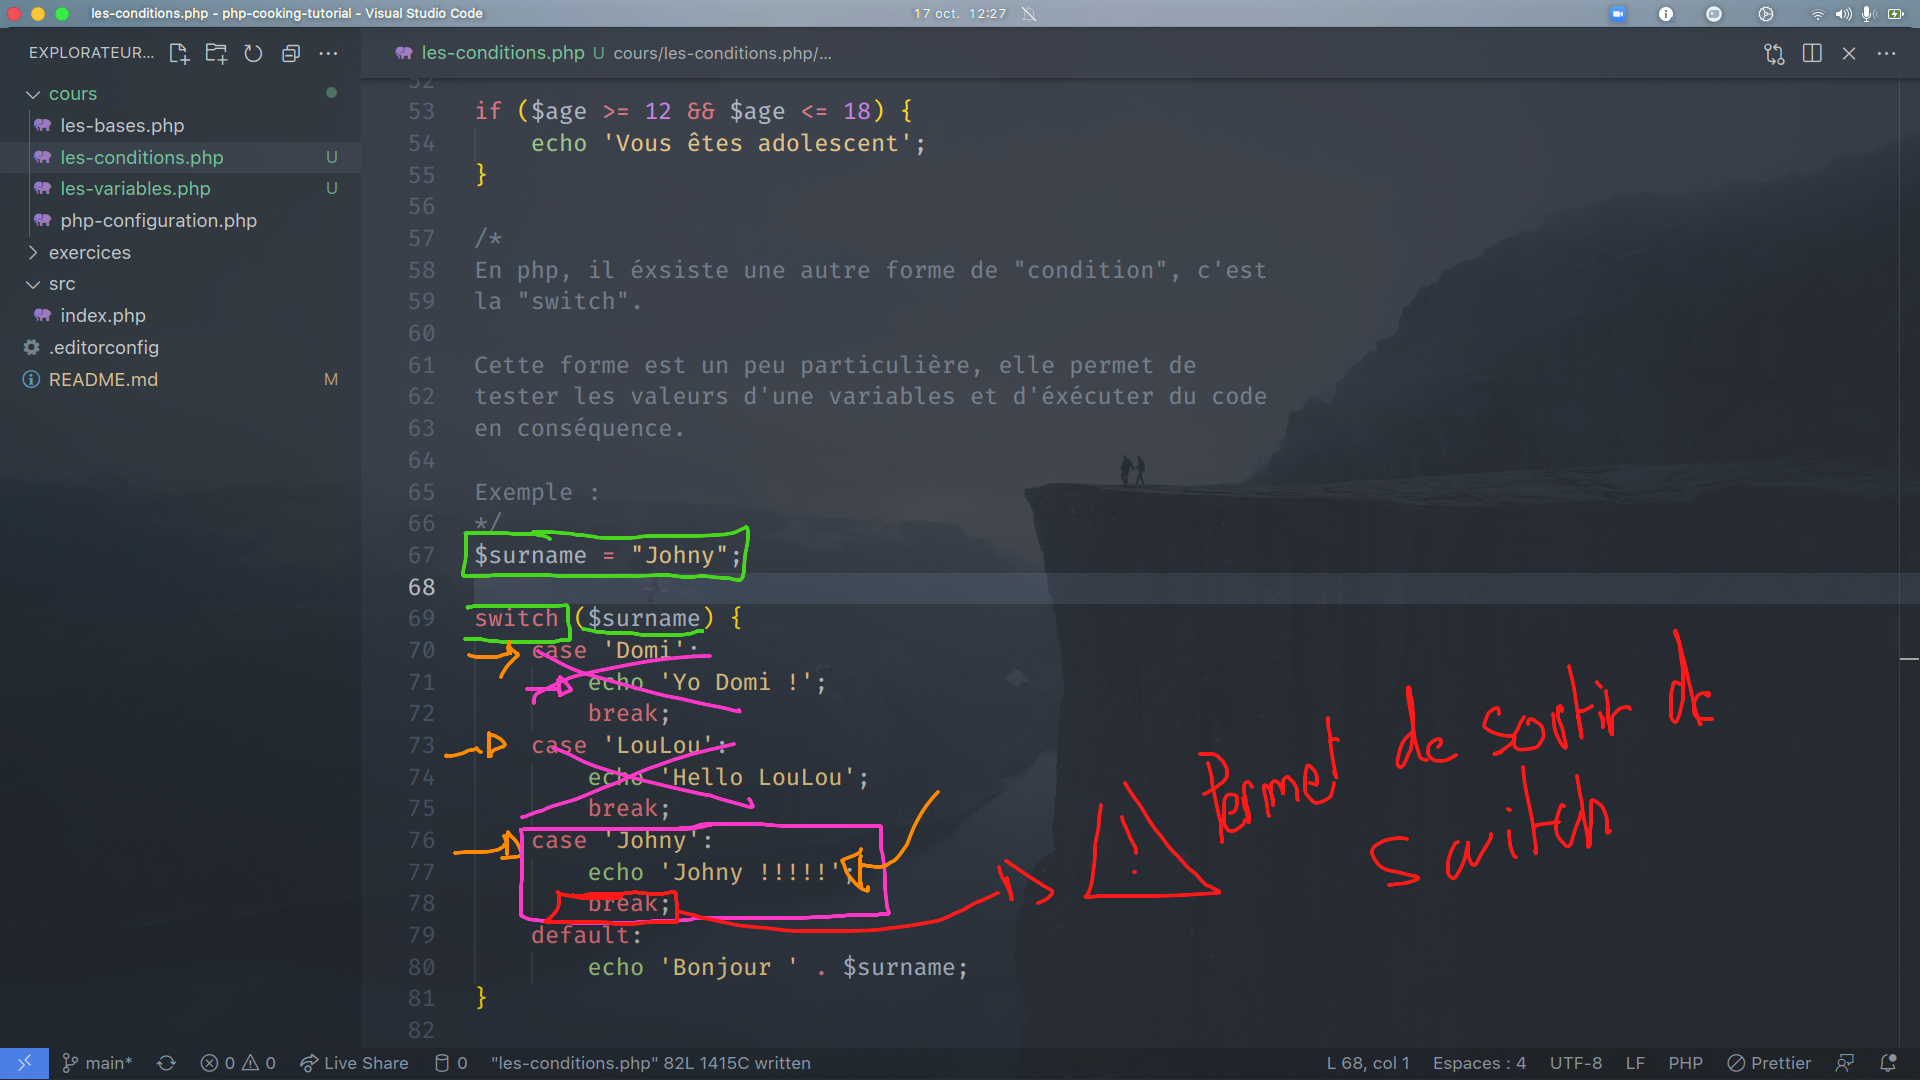 les-conditions.php - php-cooking-tutorial - Visual Studio Code
17 oct. 12:27
EXPLORATEUR...
les-conditions.php U cours/les-conditions.php/...
cours
les-bases.php
les-conditions.php U
les-variables.php U
php-configuration.php
exercices
src
index.php
.editorconfig
README.md M
52
53 if ($age >= 12 && $age <= 18) {
54 echo 'Vous êtes adolescent';
55 }
56
57 /*
58 En php, il éxsiste une autre forme de "condition", c'est
59 la "switch".
60
61 Cette forme est un peu particulière, elle permet de
62 tester les valeurs d'une variables et d'éxécuter du code
63 en conséquence.
64
65 Exemple :
66 */
67 $surname = "Johny";
68
69 switch ($surname) {
70 case 'Domi':
71 echo 'Yo Domi !';
72 break;
73 case 'LouLou':
74 echo 'Hello LouLou';
75 break;
76 case 'Johny':
77 echo 'Johny !!!!!';
78 break;
79 default:
80 echo 'Bonjour ' . $surname;
81 }
82
! Permet de sortir de
switch
main* 0 0 Live Share 0 "les-conditions.php" 82L 1415C written L 68, col 1 Espaces : 4 UTF-8 LF PHP Prettier